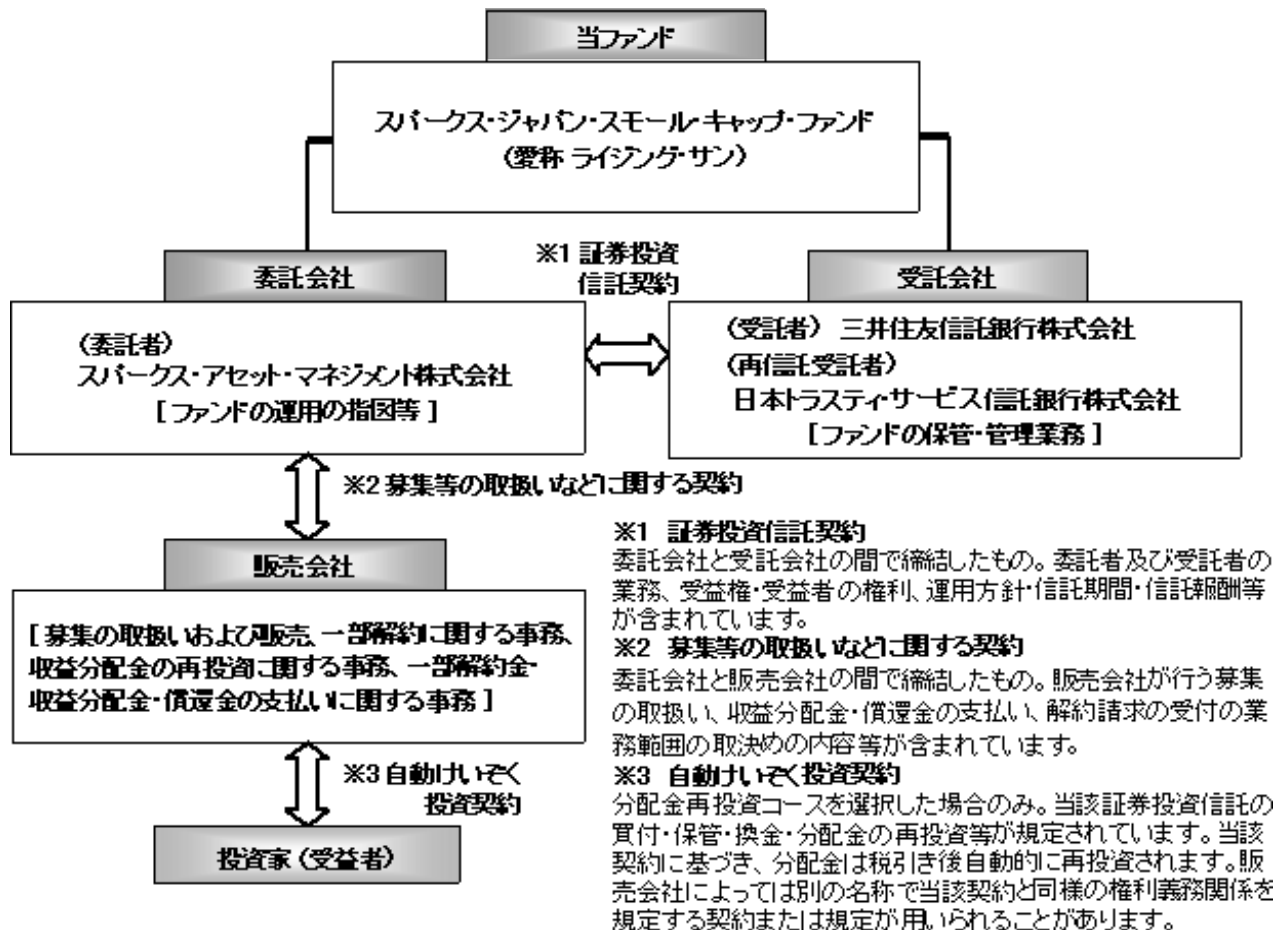 当ファンド
スパークス・ジャパン・スモール・キャップ・ファンド
（愛称 ライジング・サン）
※1 証券投資
信託契約
委託会社
（委託者）
スパークス・アセット・マネジメント株式会社
［ファンドの運用の指図等］
受託会社
（受託者） 三井住友信託銀行株式会社
（再信託受託者）
日本トラスティ・サービス信託銀行株式会社
［ファンドの保管・管理業務］
※2 募集等の取扱いなどに関する契約
販売会社
［募集の取扱いおよび販売、一部解約に関する事務、
収益分配金の再投資に関する事務、一部解約金・
収益分配金・償還金の支払いに関する事務］
※3 自動けいぞく
投資契約
投資家（受益者）
※1 証券投資信託契約
委託会社と受託会社の間で締結したもの。委託者及び受託者の
業務、受益権・受益者の権利、運用方針・信託期間・信託報酬等
が含まれています。
※2 募集等の取扱いなどに関する契約
委託会社と販売会社の間で締結したもの。販売会社が行う募集
の取扱い、収益分配金・償還金の支払い、解約請求の受付の業
務範囲の取決めの内容等が含まれています。
※3 自動けいぞく投資契約
分配金再投資コースを選択した場合のみ。当該証券投資信託の
買付・保管・換金・分配金の再投資等が規定されています。当該
契約に基づき、分配金は税引き後自動的に再投資されます。販
売会社によっては別の名称で当該契約と同様の権利義務関係を
規定する契約または規定が用いられることがあります。